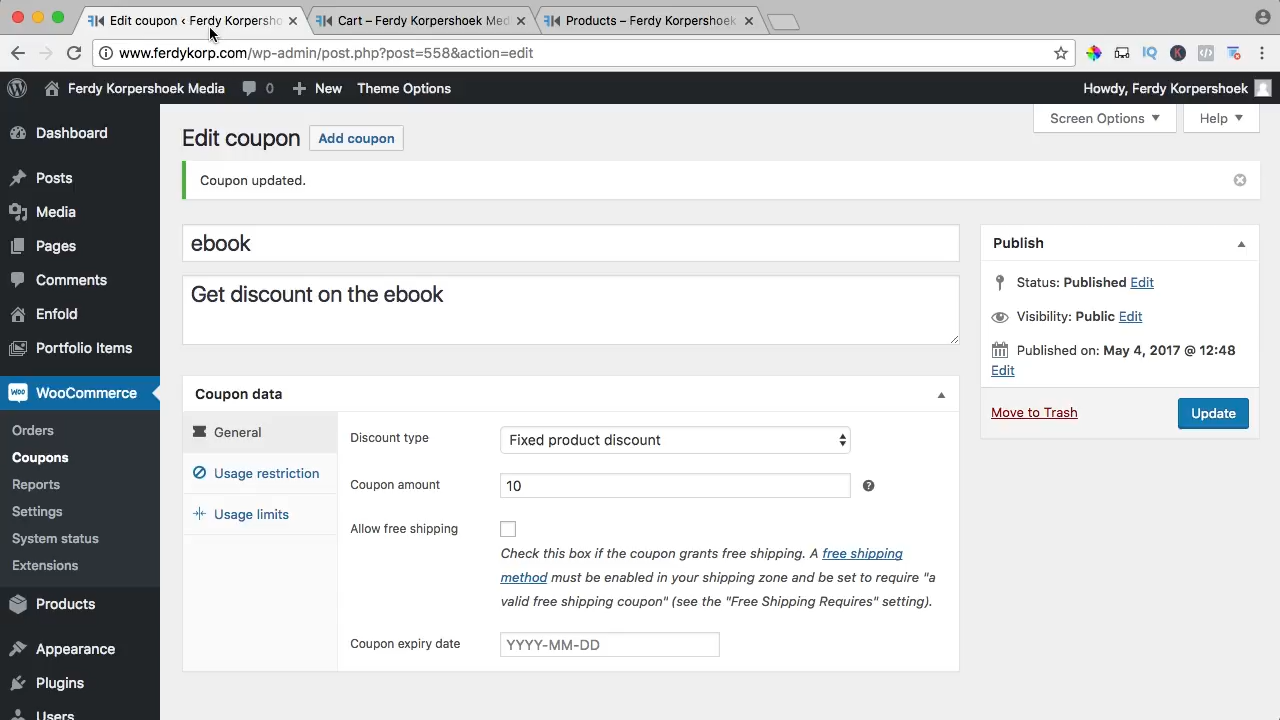 Edit coupon ‹ Ferdy Korpersho
Cart – Ferdy Korpershoek Med
Products – Ferdy Korpershoek
www.ferdykorp.com/wp-admin/post.php?post=558&action=edit
Ferdy Korpershoek Media
0
New
Theme Options
Howdy, Ferdy Korpershoek
Screen Options
Help
Dashboard
Posts
Media
Pages
Comments
Enfold
Portfolio Items
WooCommerce
Orders
Coupons
Reports
Settings
System status
Extensions
Products
Appearance
Plugins
Users
Edit coupon
Add coupon
Coupon updated.
ebook
Get discount on the ebook
Coupon data
General
Usage restriction
Usage limits
Discount type
Fixed product discount
Coupon amount
10
Allow free shipping
Check this box if the coupon grants free shipping. A free shipping
method must be enabled in your shipping zone and be set to require "a
valid free shipping coupon" (see the "Free Shipping Requires" setting).
Coupon expiry date
YYYY-MM-DD
Publish
Status: Published Edit
Visibility: Public Edit
Published on: May 4, 2017 @ 12:48
Edit
Move to Trash
Update